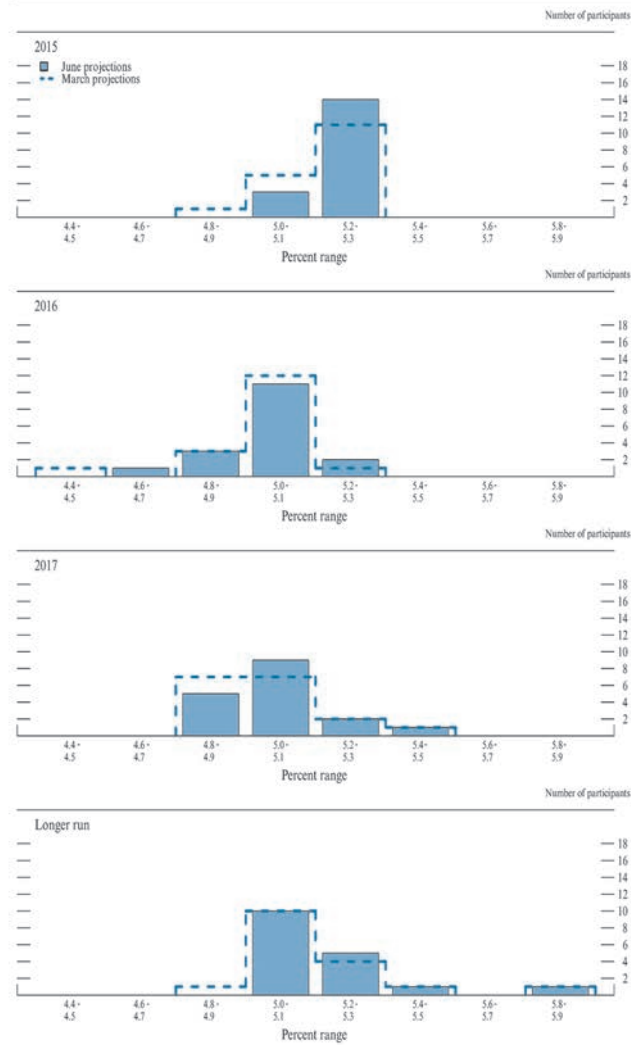 Number of participants
2015
June projections
March projections
18
16
14
12
10
8
6
4
2
4.4 - 4.6 - 4.8 - 5.0 - 5.2 - 5.4 - 5.6 - 5.8 -
4.5 4.7 4.9 5.1 5.3 5.5 5.7 5.9
Percent range
Number of participants
2016
18
16
14
12
10
8
6
4
2
4.4 - 4.6 - 4.8 - 5.0 - 5.2 - 5.4 - 5.6 - 5.8 -
4.5 4.7 4.9 5.1 5.3 5.5 5.7 5.9
Percent range
Number of participants
2017
18
16
14
12
10
8
6
4
2
4.4 - 4.6 - 4.8 - 5.0 - 5.2 - 5.4 - 5.6 - 5.8 -
4.5 4.7 4.9 5.1 5.3 5.5 5.7 5.9
Percent range
Number of participants
Longer run
18
16
14
12
10
8
6
4
2
4.4 - 4.6 - 4.8 - 5.0 - 5.2 - 5.4 - 5.6 - 5.8 -
4.5 4.7 4.9 5.1 5.3 5.5 5.7 5.9
Percent range